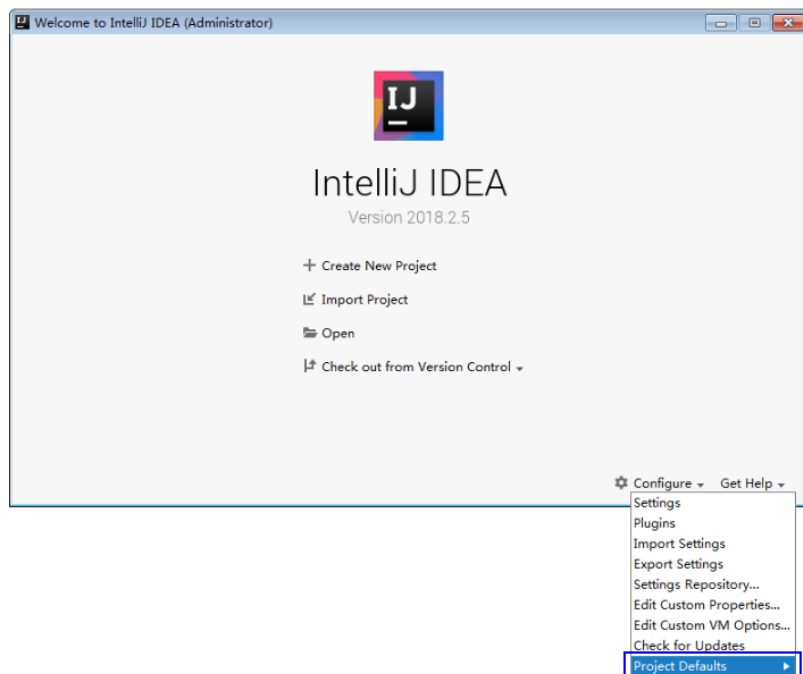 Welcome to IntelliJ IDEA (Administrator)
IJ
IntelliJ IDEA
Version 2018.2.5
Create New Project
Import Project
Open
Check out from Version Control
Configure Get Help
Settings
Plugins
Import Settings
Export Settings
Settings Repository...
Edit Custom Properties...
Edit Custom VM Options...
Check for Updates
Project Defaults